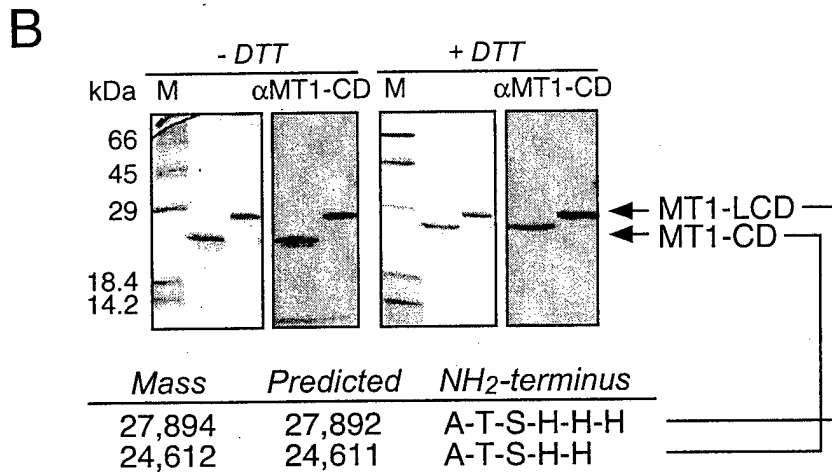 B
- DTT + DTT
kDa M αMT1-CD M αMT1-CD
66
45
29
MT1-LCD
MT1-CD
18.4
14.2
Mass Predicted NH2-terminus
27,894 27,892 A-T-S-H-H-H
24,612 24,611 A-T-S-H-H